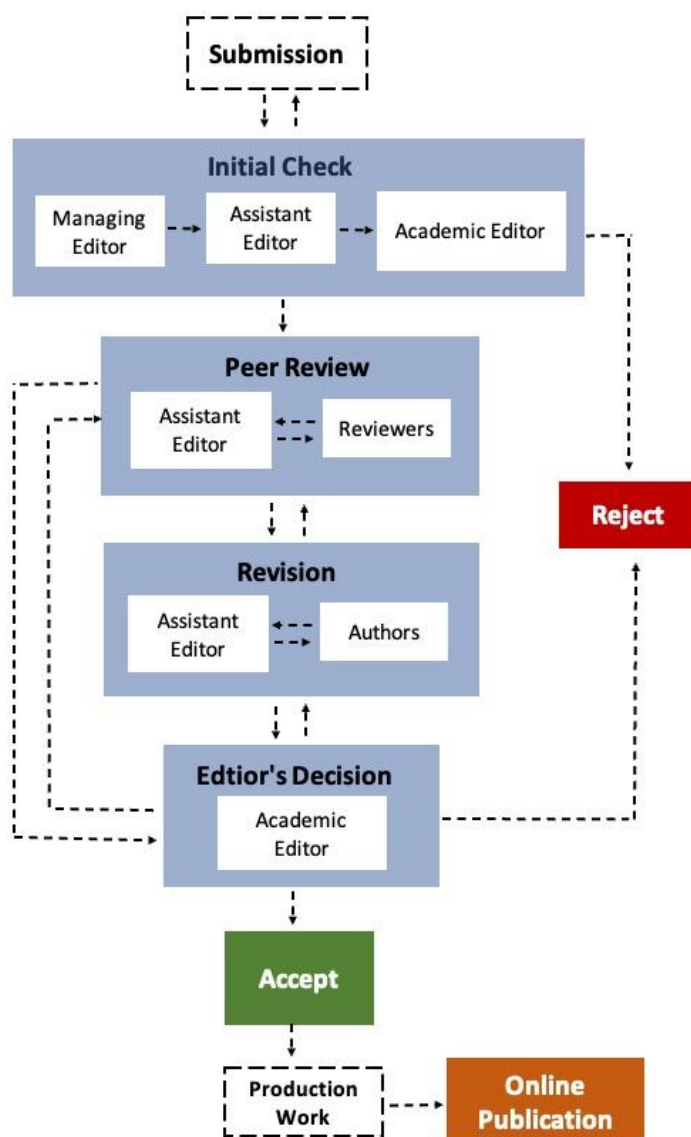 Submission
Initial Check
Managing
Editor
Assistant
Editor
Academic Editor
Peer Review
Assistant
Editor
Reviewers
Reject
Revision
Assistant
Editor
Authors
Edtior's Decision
Academic
Editor
Accept
Production
Work
Online
Publication